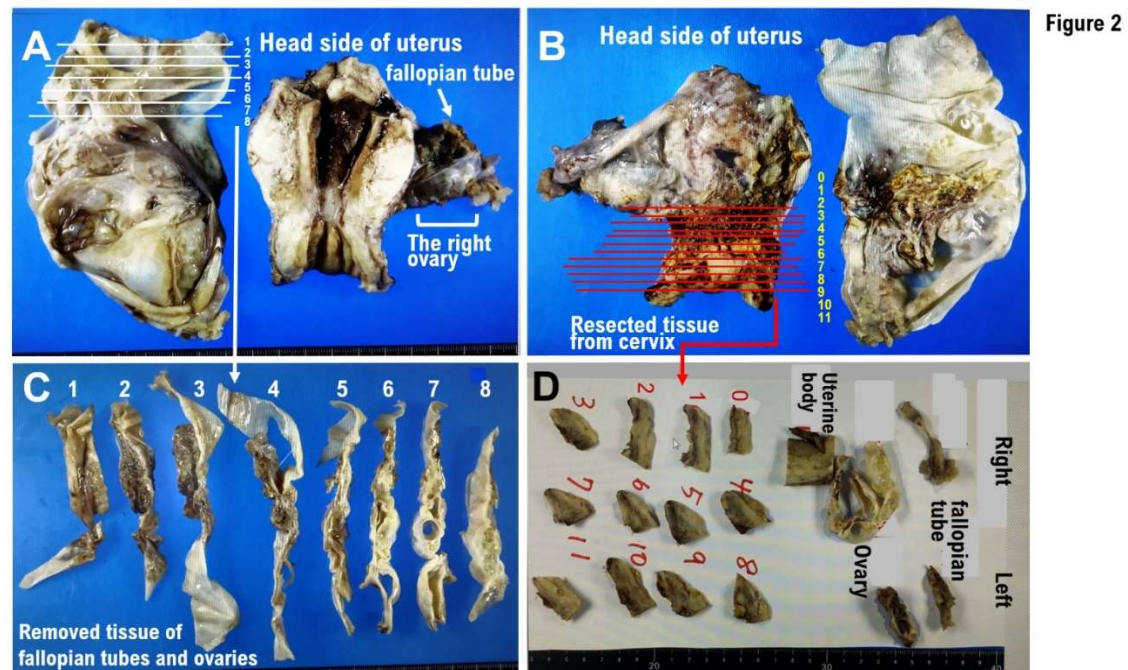 Figure 2
A
1
2
3
4
5
6
7
8
Head side of uterus
fallopian tube
The right
ovary
B
Head side of uterus
0
1
2
3
4
5
6
7
8
9
10
11
Resected tissue
from cervix
C
1 2 3 4 5 6 7 8
Removed tissue of
fallopian tubes and ovaries
D
3 2 1 0
7 6 5 4
11 10 9 8
Uterine
body
Ovary
fallopian
tube
Right
Left
20 30 40